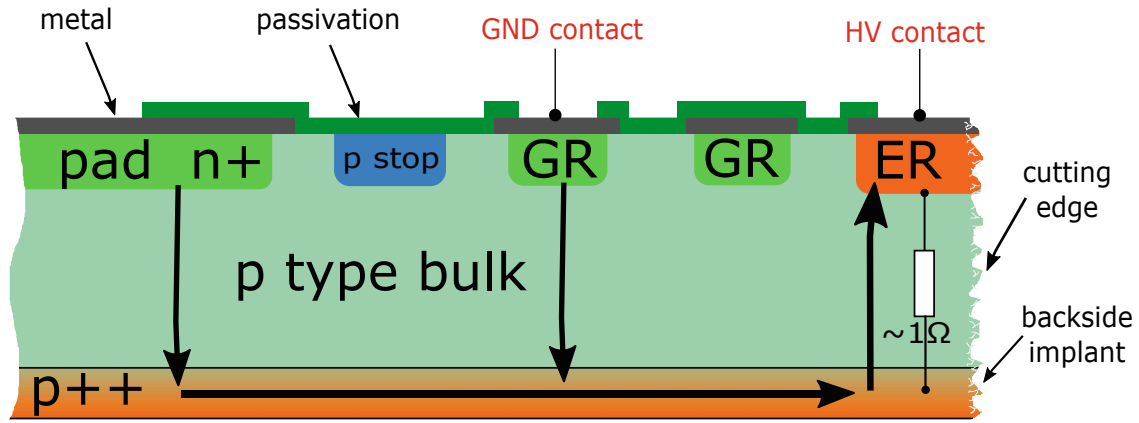 metal
passivation
GND contact
HV contact
pad n+
p stop
GR
GR
ER
cutting
edge
p type bulk
~1Ω
backside
implant
p++